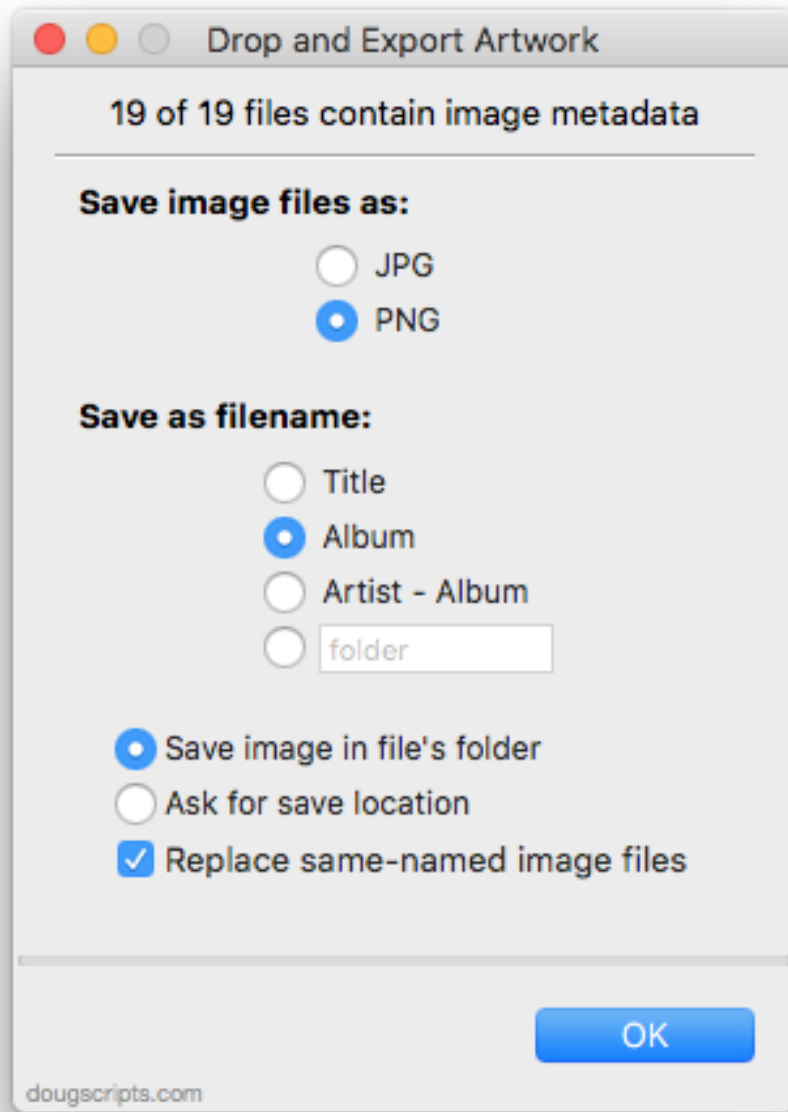 Drop and Export Artwork
19 of 19 files contain image metadata
Save image files as:
JPG
PNG
Save as filename:
Title
Album
Artist - Album
folder
Save image in file's folder
Ask for save location
Replace same-named image files
OK
dougscripts.com